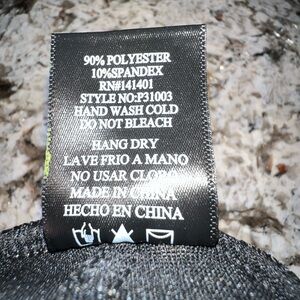 90% POLYESTER
10%SPANDEX
RN#141401
STYLE NO:P31003
HAND WASH COLD
DO NOT BLEACH
HANG DRY
LAVE FRIO A MANO
NO USAR CLORO
MADE IN CHINA
HECHO EN CHINA